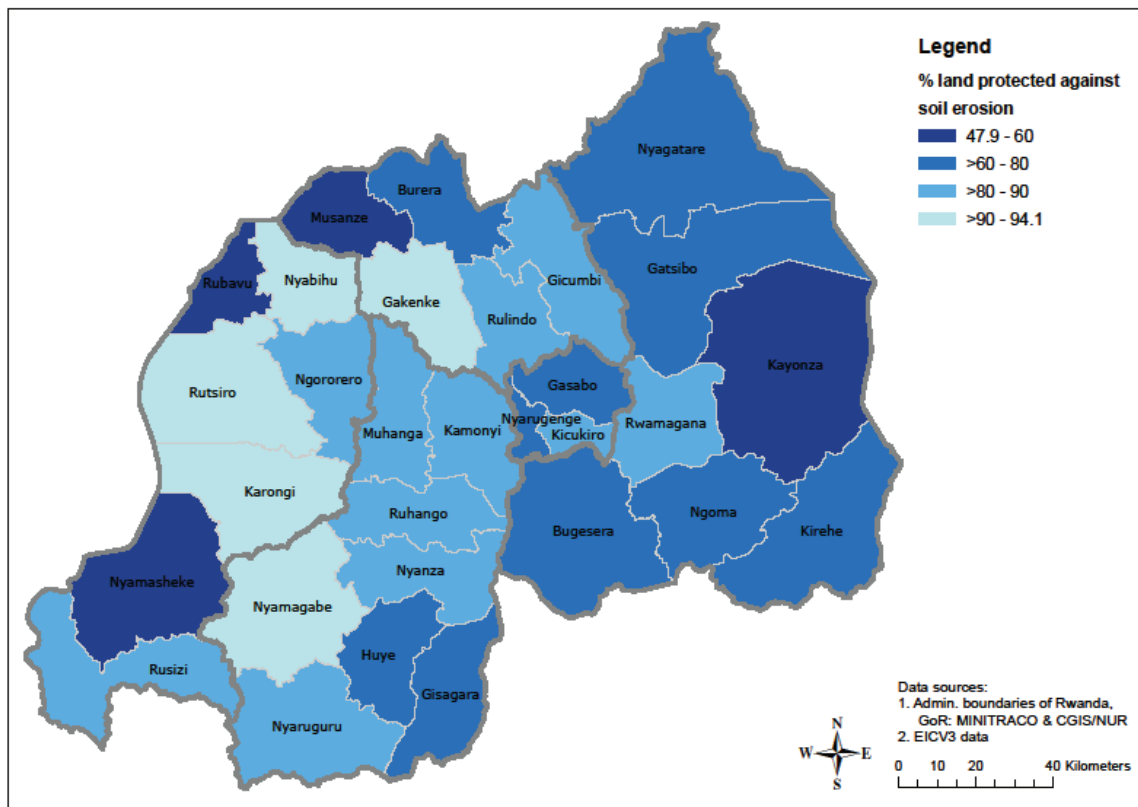 Legend
% land protected against
soil erosion
47.9 - 60
>60 - 80
>80 - 90
>90 - 94.1
Nyagatare
Burera
Musanze
Rubavu
Nyabihu
Gakenke
Gicumbi
Gatsibo
Rulindo
Kayonza
Rutsiro
Ngororero
Gasabo
Muhanga
Kamonyi
Nyarugenge
Kicukiro
Rwamagana
Karongi
Ruhango
Bugesera
Ngoma
Kirehe
Nyamasheke
Nyanza
Nyamagabe
Huye
Rusizi
Gisagara
Nyaruguru
Data sources:
1. Admin. boundaries of Rwanda,
GoR: MINITRACO & CGIS/NUR
2. EICV3 data
N
W E
S
0 10 20 40 Kilometers